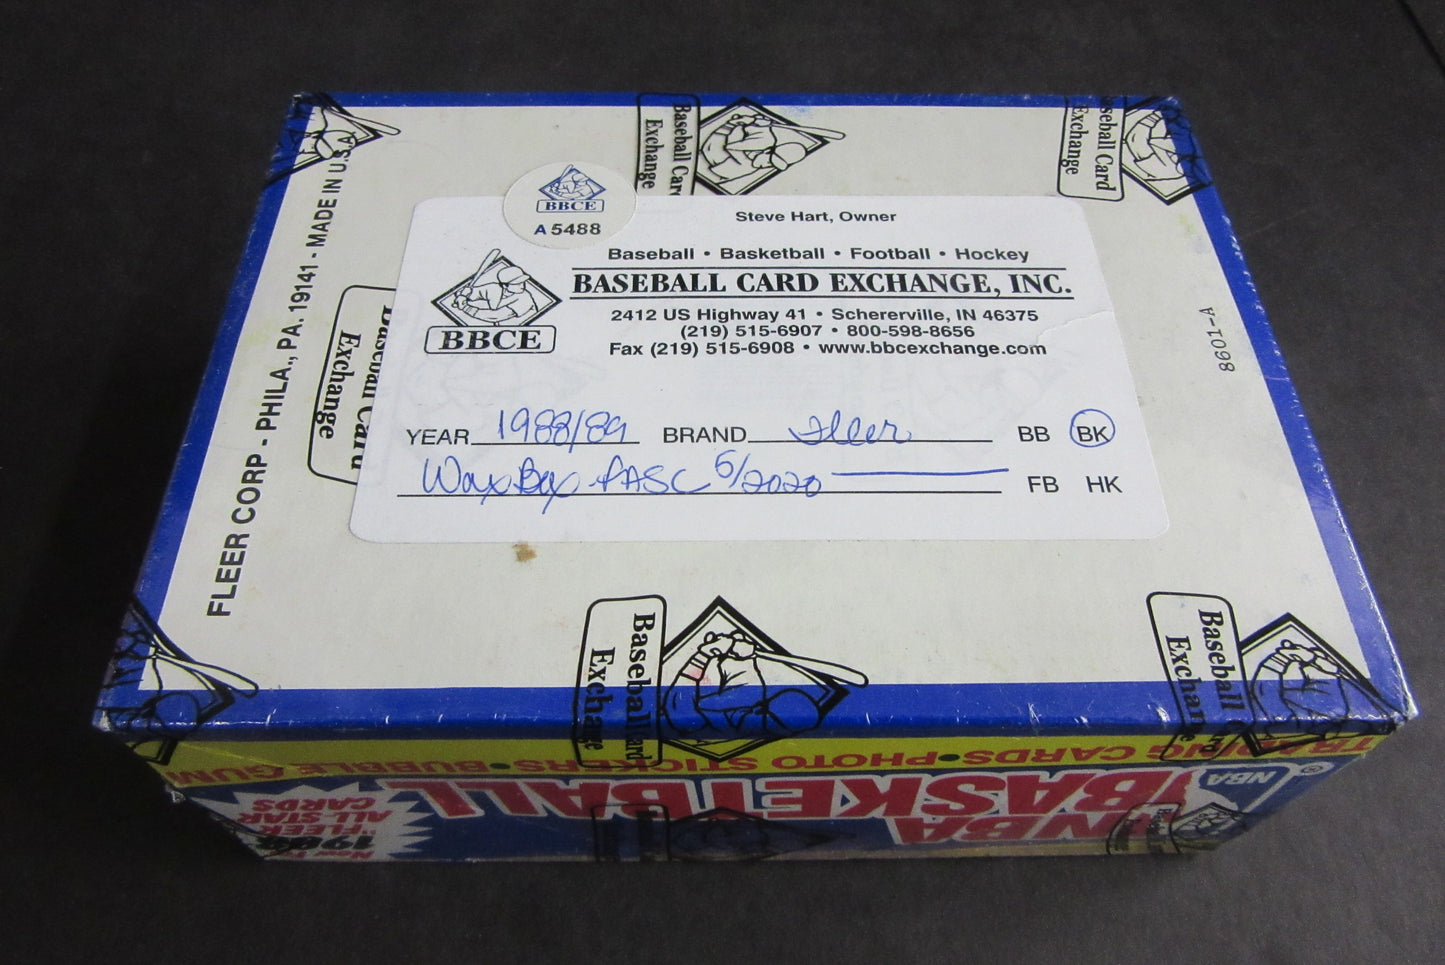 Baseball Card
Exchange
Baseball Card
Exchange
BBCE
A5488
Steve Hart, Owner
Baseball • Basketball • Football • Hockey
BASEBALL CARD EXCHANGE, INC.
BBCE
2412 US Highway 41 • Schererville, IN 46375
(219) 515-6907 • 800-598-8656
Fax (219) 515-6908 • www.bbcexchange.com
YEAR 1988/89 BRAND Fleer BB BK
Wax Box FASC 5/2020 FB HK
FLEER CORP - PHILA., PA. 19141 - MADE IN U.S.A.
Baseball Card
Exchange
8601-A
Baseball Card
Exchange
Baseball
Exchange
TRADING CARDS • PHOTO STICKERS • BUBBLE GUM
NBA
NBA
BASKETBALL
"FLEER"
ALL STAR
CARDS